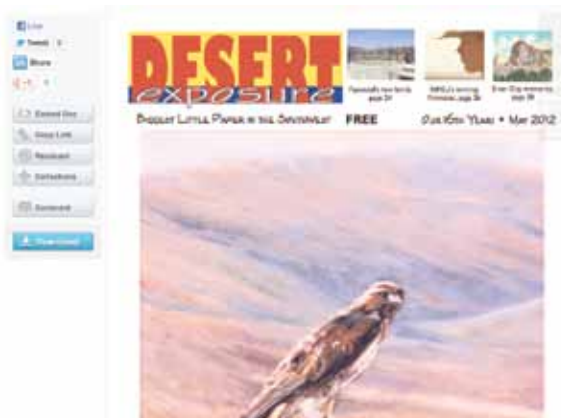 Like
Tweet
Share
Embed Doc
Copy Link
Readcast
Collections
Comment
Download
DESERT
exposure
BIGGEST LITTLE PAPER IN THE SOUTHWEST
FREE
OUR 16TH YEAR! • MAY 2012